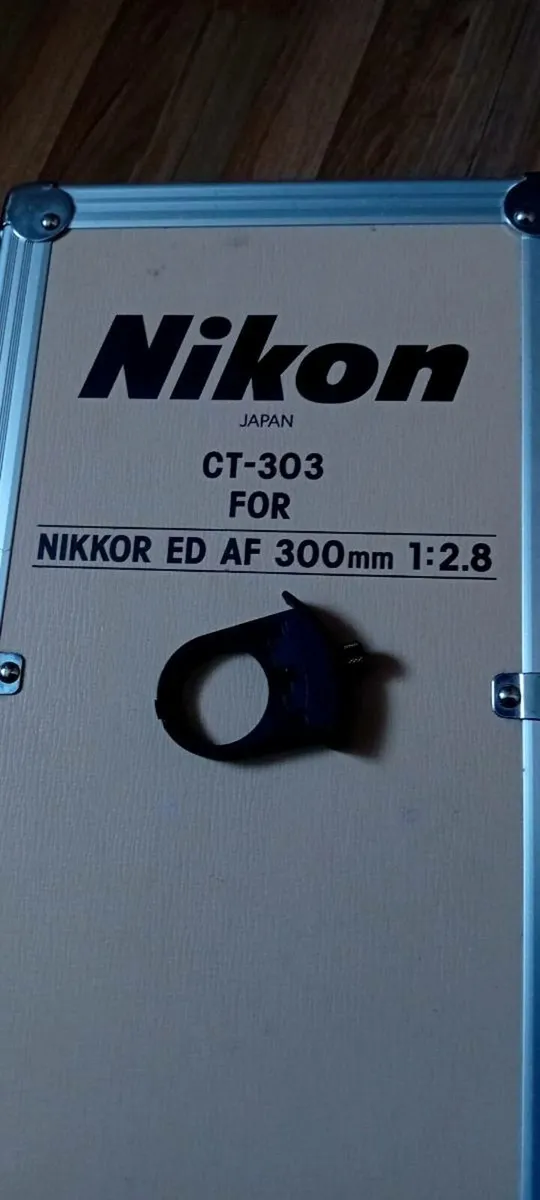 Nikon
JAPAN
CT-303
FOR
NIKKOR ED AF 300mm 1:2.8